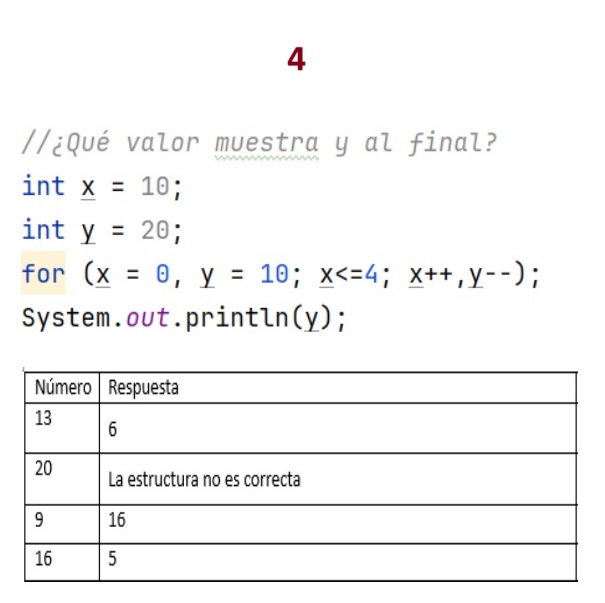 4
//¿Qué valor muestra y al final?
int x = 10;
int y = 20;
for (x = 0, y = 10; x<=4; x++,y--);
System.out.println(y);
Número Respuesta
13 6
20 La estructura no es correcta
9 16
16 5